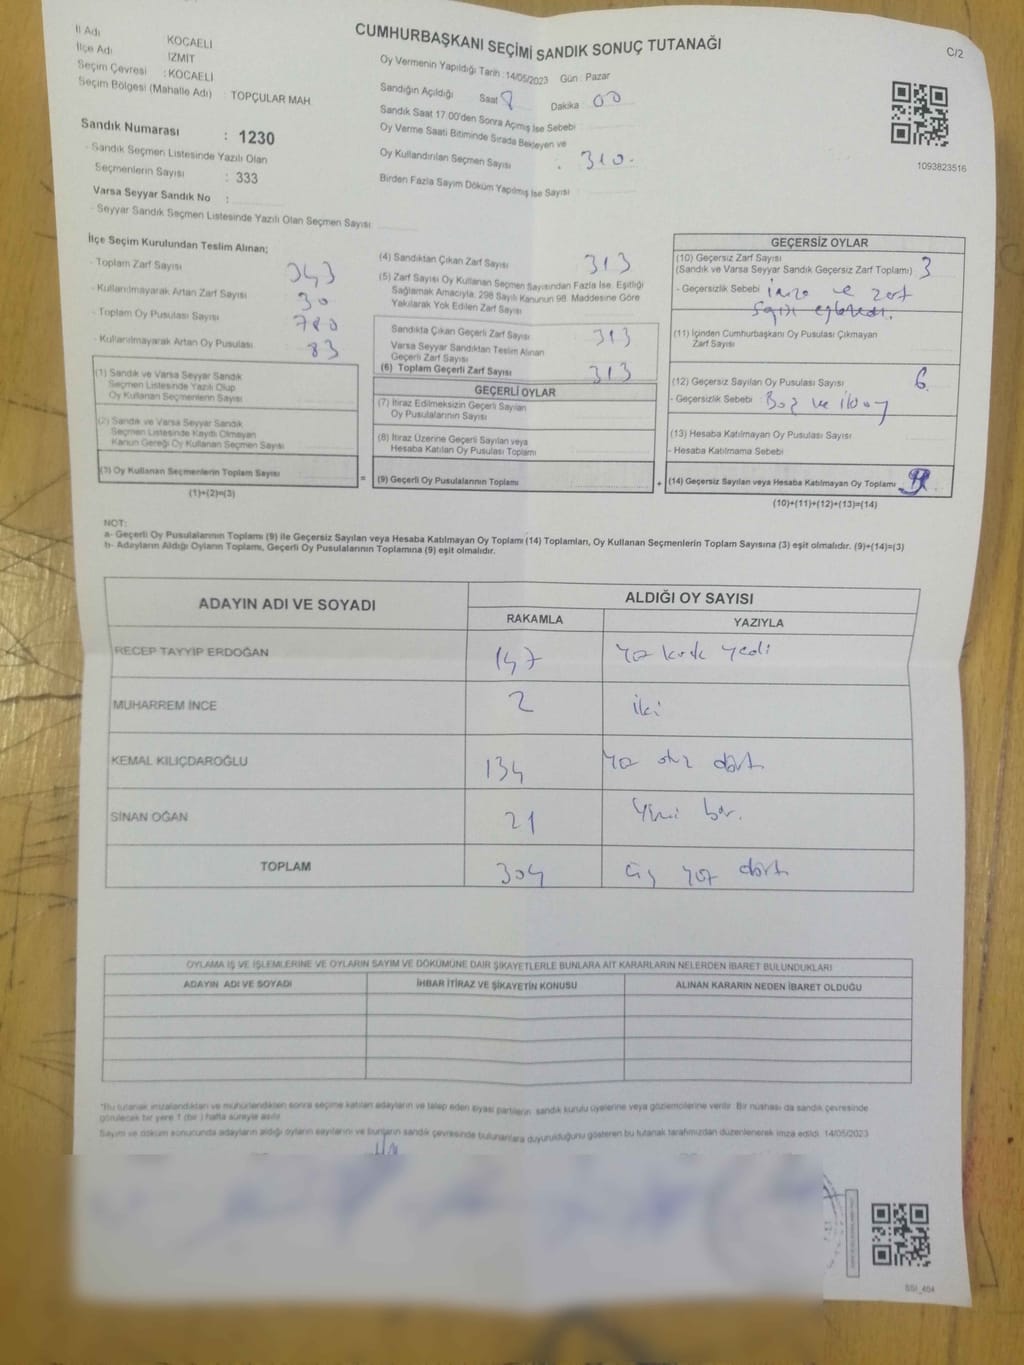 CUMHURBAŞKANI SEÇİMİ SANDIK SONUÇ TUTANAĞI
C/2
İl Adı KOCAELİ
İlçe Adı İZMİT
Seçim Çevresi : KOCAELİ
Seçim Bölgesi (Mahalle Adı) : TOPÇULAR MAH.
Sandık Numarası : 1230
- Sandık Seçmen Listesinde Yazılı Olan
Seçmenlerin Sayısı : 333
Varsa Seyyar Sandık No :
- Seyyar Sandık Seçmen Listesinde Yazılı Olan Seçmen Sayısı
Oy Vermenin Yapıldığı Tarih : 14/05/2023 Gün : Pazar
Sandığın Açıldığı Saat 8 Dakika 00
Sandık Saat 17.00'den Sonra Açmış İse Sebebi
Oy Verme Saati Bitiminde Sırada Bekleyen ve
Oy Kullandırılan Seçmen Sayısı : 310.
Birden Fazla Sayım Döküm Yapılmış İse Sayısı
1093823516
İlçe Seçim Kurulundan Teslim Alınan;
- Toplam Zarf Sayısı 343
- Kullanılmayarak Artan Zarf Sayısı 30
- Toplam Oy Pusulası Sayısı
- Kullanılmayarak Artan Oy Pusulası 83
(1) Sandık ve Varsa Seyyar Sandık
Seçmen Listesinde Yazılı Olup
Oy Kullanan Seçmenlerin Sayısı
(2) Sandık ve Varsa Seyyar Sandık
Seçmen Listesinde Kaydı Olmayan
Kanun Gereği Oy Kullanan Seçmen Sayısı
(3) Oy Kullanan Seçmenlerin Toplam Sayısı
(1)+(2)=(3)
(4) Sandıktan Çıkan Zarf Sayısı 313
(5) Zarf Sayısı Oy Kullanan Seçmen Sayısından Fazla İse, Eşitliği
Sağlamak Amacıyla, 298 Sayılı Kanunun 98. Maddesine Göre
Yakılarak Yok Edilen Zarf Sayısı
Sandıkta Çıkan Geçerli Zarf Sayısı 313
Varsa Seyyar Sandıktan Teslim Alınan
Geçerli Zarf Sayısı
(6) Toplam Geçerli Zarf Sayısı 313
GEÇERLİ OYLAR
(7) İtiraz Edilmeksizin Geçerli Sayılan
Oy Pusulalarının Sayısı
(8) İtiraz Üzerine Geçerli Sayılan veya
Hesaba Katılan Oy Pusulası Toplamı
= (9) Geçerli Oy Pusulalarının Toplamı
GEÇERSİZ OYLAR
(10) Geçersiz Zarf Sayısı
(Sandık ve Varsa Seyyar Sandık Geçersiz Zarf Toplamı) 3
- Geçersizlik Sebebi imza ve zarf
sayısı
(11) İçinden Cumhurbaşkanı Oy Pusulası Çıkmayan
Zarf Sayısı
(12) Geçersiz Sayılan Oy Pusulası Sayısı 6
- Geçersizlik Sebebi Boş ve
(13) Hesaba Katılmayan Oy Pusulası Sayısı
- Hesaba Katılmama Sebebi
+ (14) Geçersiz Sayılan veya Hesaba Katılmayan Oy Toplamı
(10)+(11)+(12)+(13)=(14)
NOT:
a- Geçerli Oy Pusulalarının Toplamı (9) ile Geçersiz Sayılan veya Hesaba Katılmayan Oy Toplamı (14) Toplamları, Oy Kullanan Seçmenlerin Toplam Sayısına (3) eşit olmalıdır. (9)+(14)=(3)
b- Adayların Aldığı Oyların Toplamı, Geçerli Oy Pusulalarının Toplamına (9) eşit olmalıdır.
ADAYIN ADI VE SOYADI ALDIĞI OY SAYISI
RAKAMLA YAZIYLA
RECEP TAYYİP ERDOĞAN 147 yüz kırk yedi
MUHARREM İNCE 2 iki
KEMAL KILIÇDAROĞLU 134 yüz otuz dört
SİNAN OĞAN 21 yirmi bir.
TOPLAM 304 üç yüz dört
OYLAMA İŞ VE İŞLEMLERİNE VE OYLARIN SAYIM VE DÖKÜMÜNE DAİR ŞİKAYETLERLE BUNLARA AİT KARARLARIN NELERDEN İBARET BULUNDUKLARI
ADAYIN ADI VE SOYADI İHBAR İTİRAZ VE ŞİKAYETİN KONUSU ALINAN KARARIN NEDEN İBARET OLDUĞU
*Bu tutanak imzalandıktan ve mühürlendikten sonra seçime katılan adayların ve talep eden siyasi partilerin sandık kurulu üyelerine veya gözlemcilerine verilir. Bir nüshası da sandık çevresinde
görülecek bir yere 1 (bir ) hafta süreyle asılır.
Sayım ve döküm sonucunda adayların aldığı oyların sayılarını ve bunların sandık çevresinde bulunanlara duyurulduğunu gösteren bu tutanak tarafımızdan düzenlenerek imza edildi. 14/05/2023